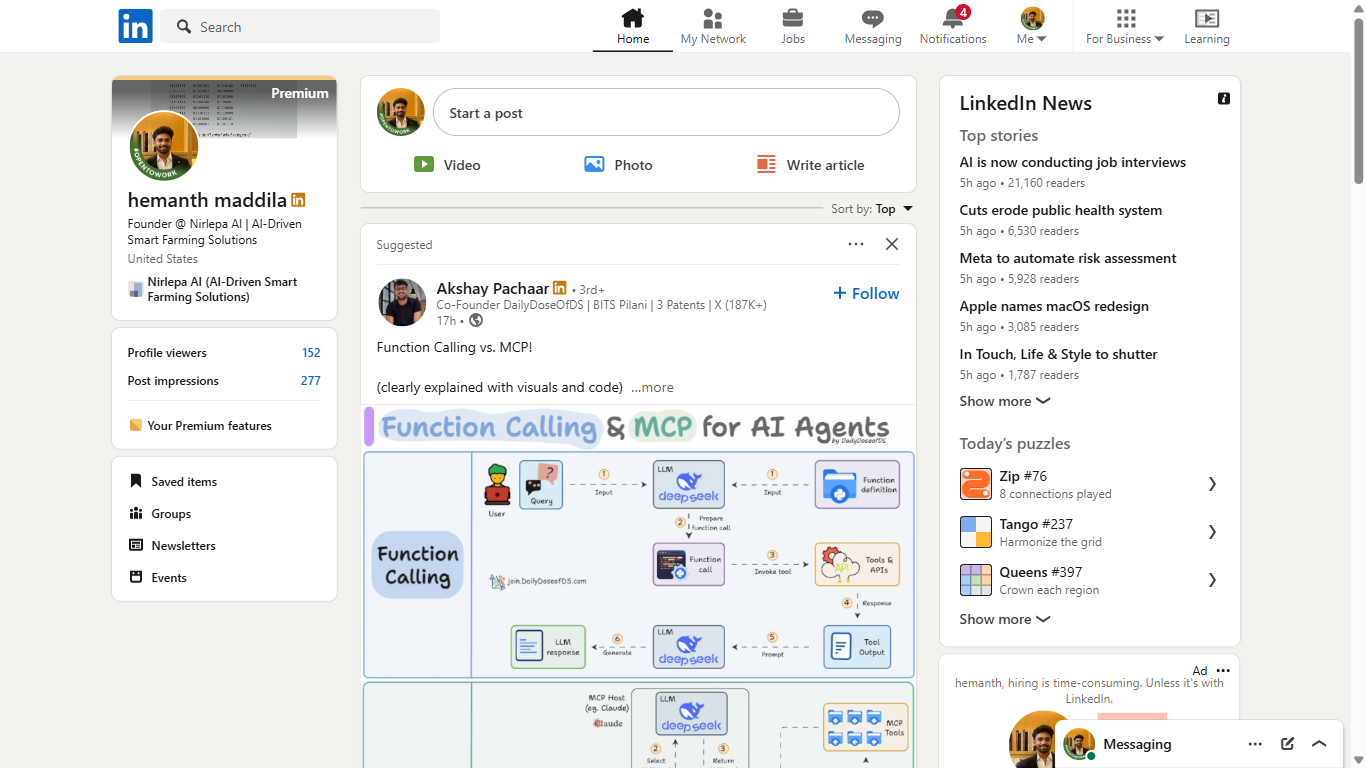 in
Search
Home
My Network
Jobs
Messaging
4
Notifications
Me
For Business
Learning
Premium
#OPENTOWORK
hemanth maddila
Founder @ Nirlepa AI | AI-Driven
Smart Farming Solutions
United States
Nirlepa AI (AI-Driven Smart
Farming Solutions)
Profile viewers 152
Post impressions 277
Your Premium features
Saved items
Groups
Newsletters
Events
Start a post
Video
Photo
Write article
Sort by: Top
Suggested
Akshay Pachaar in • 3rd+
Co-Founder DailyDoseOfDS | BITS Pilani | 3 Patents | X (187K+)
17h •
+ Follow
Function Calling vs. MCP!
(clearly explained with visuals and code) ...more
Function Calling & MCP for AI Agents
by DailyDoseofDS
Function
Calling
User
Query
1
Input
LLM
deepseek
1
Input
Function
definition
2
Prepare
function call
Function
call
3
Invoke tool
API
Tools &
APIs
join.DailyDoseofDS.com
4
Response
LLM
response
6
Generate
LLM
deepseek
5
Prompt
Tool
Output
MCP Host
(eg. Claude)
Claude
LLM
deepseek
2
Select
3
Return
MCP
Tools
LinkedIn News
Top stories
AI is now conducting job interviews
5h ago • 21,160 readers
Cuts erode public health system
5h ago • 6,530 readers
Meta to automate risk assessment
5h ago • 5,928 readers
Apple names macOS redesign
5h ago • 3,085 readers
In Touch, Life & Style to shutter
5h ago • 1,787 readers
Show more
Today's puzzles
Zip #76
8 connections played
Tango #237
Harmonize the grid
Queens #397
Crown each region
Show more
Ad
hemanth, hiring is time-consuming. Unless it's with
LinkedIn.
Messaging